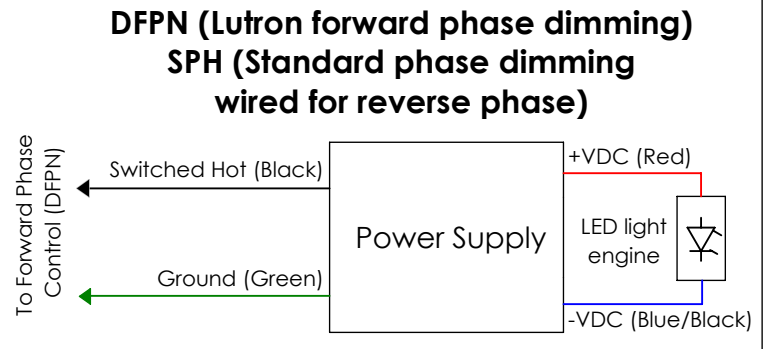 DFPN (Lutron forward phase dimming)
SPH (Standard phase dimming
wired for reverse phase)
To Forward Phase
Control (DFPN)
Switched Hot (Black)
Ground (Green)
Power Supply
+VDC (Red)
LED light
engine
-VDC (Blue/Black)